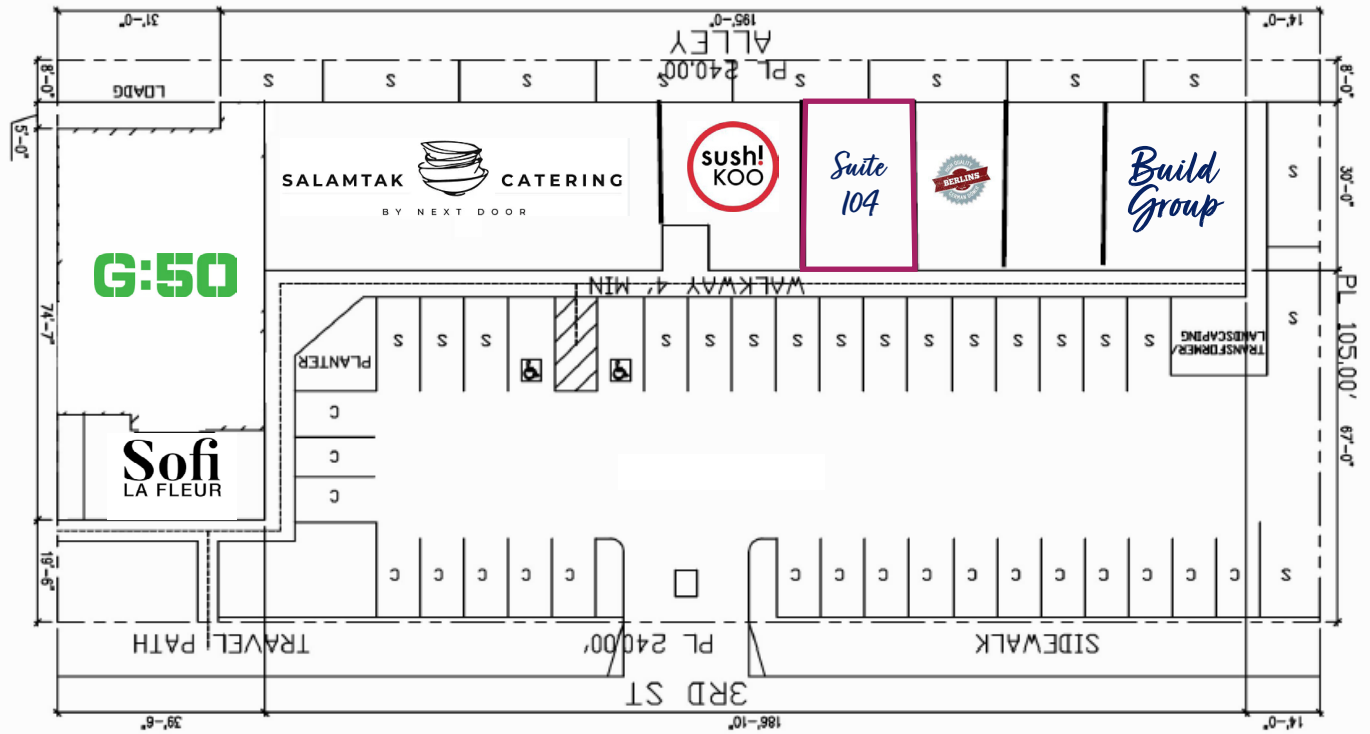 31'-0"
195'-0"
14'-0"
ALLEY
PL 240.00'
8'-0"
LOADG
S S S S S S S S
8'-0"
5'-0"
SALAMTAK CATERING
BY NEXT DOOR
sush!
KOO
Suite
104
BERLINS
Build
Group
S
30'-0"
G:50
WALKWAY 4' MIN
PL 105.00'
74'-7"
PLANTER
S S S S S S S S S S S S S S S
TRANSFORMER/
LANDSCAPING
S
C
C
C
67'-0"
Sofi
LA FLEUR
19'-6"
C C C C C
C C C C C C C C C C C S
TRAVEL PATH
PL 240.00'
SIDEWALK
3RD ST
39'-6"
186'-10"
14'-0"